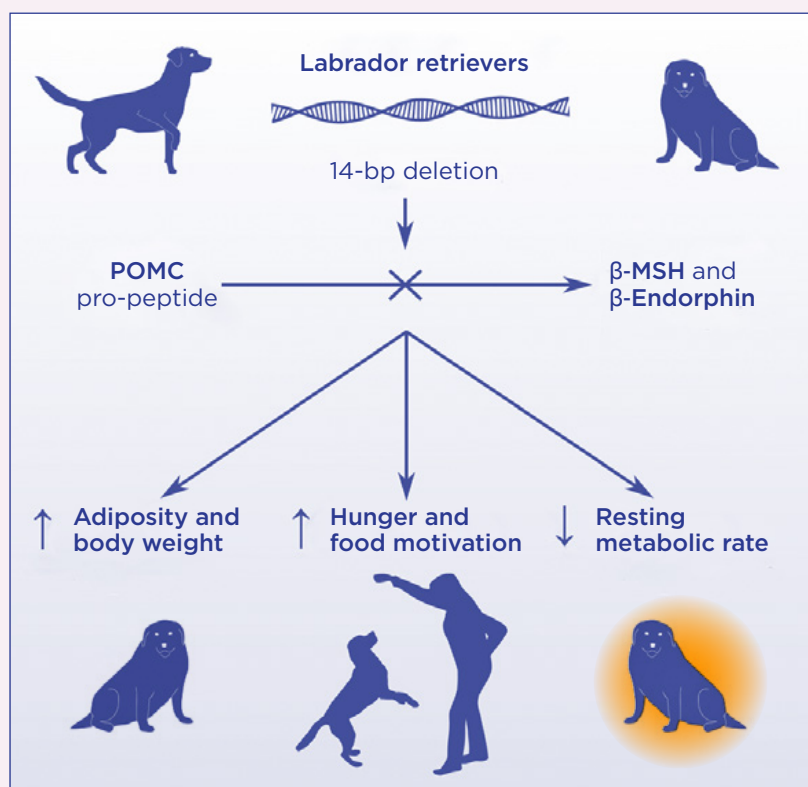 Labrador retrievers
14-bp deletion
POMC
pro-peptide
β-MSH and
β-Endorphin
↑ Adiposity and
body weight
↑ Hunger and
food motivation
↓ Resting
metabolic rate